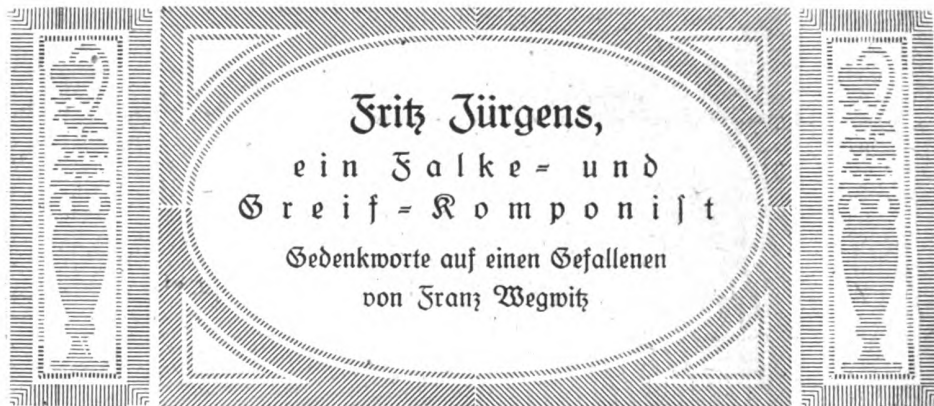 Fritz Jürgens,
ein Falke- und
Greif-Komponiſt
Gedenkworte auf einen Gefallenen
von Franz Wegwitz